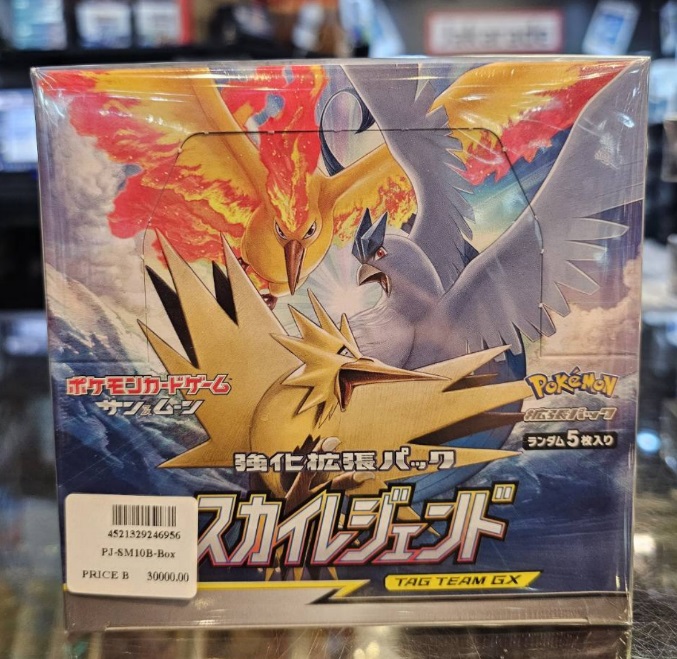 ポケモンカードゲーム
サン&ムーン
POKéMON
拡張パック
ランダム5枚入り
強化拡張パック
スカイレジェンド
TAG TEAM GX
4521329246956
PJ-SM10B-Box
PRICE B 30000.00